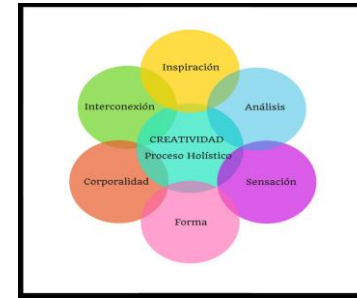 Inspiración
Interconexión
Análisis
CREATIVIDAD
Proceso Holístico
Corporalidad
Sensación
Forma